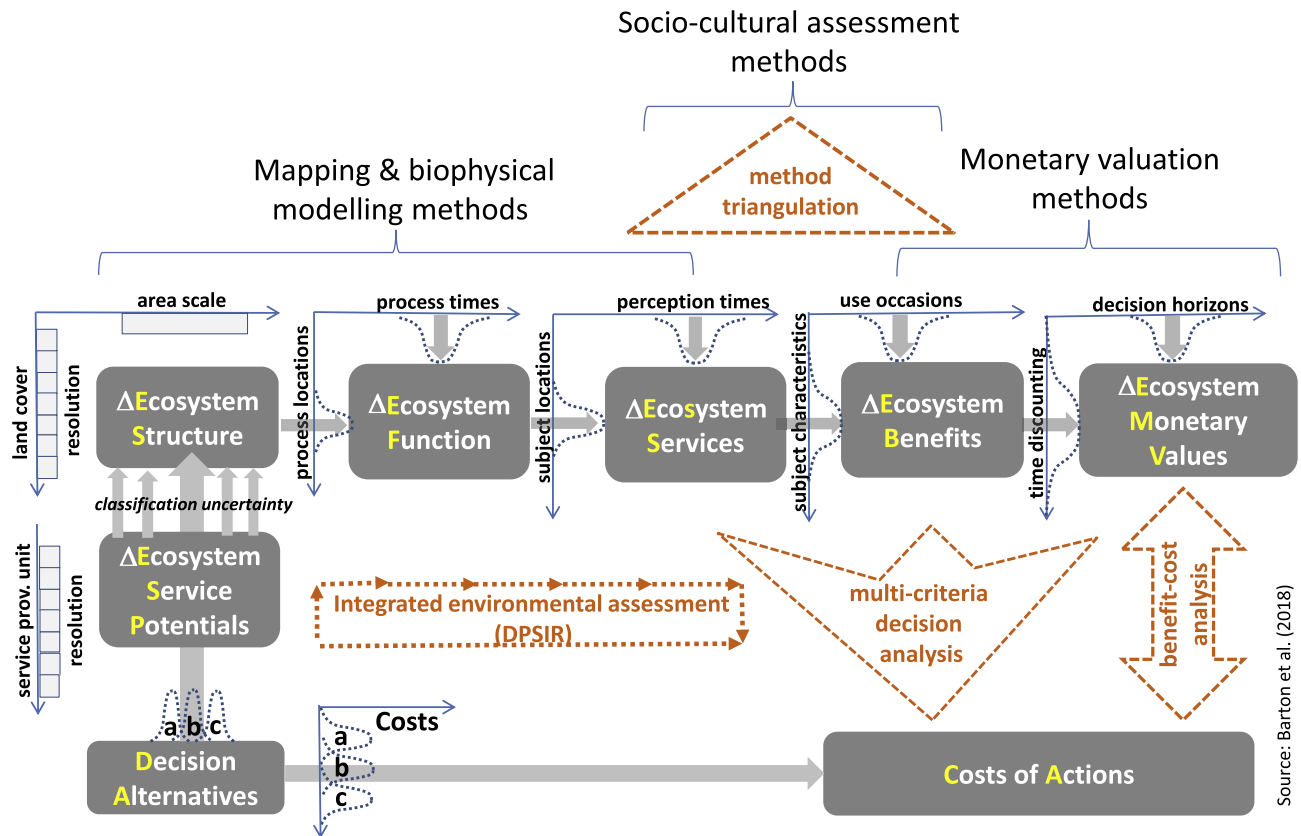 Socio-cultural assessment
methods
Mapping & biophysical
modelling methods
method
triangulation
Monetary valuation
methods
area scale
process times
perception times
use occasions
decision horizons
land cover
resolution
process locations
subject locations
subject characteristics
time discounting
ΔEcosystem
Structure
ΔEcosystem
Function
ΔEcosystem
Services
ΔEcosystem
Benefits
ΔEcosystem
Monetary
Values
classification uncertainty
service prov. unit
resolution
ΔEcosystem
Service
Potentials
Integrated environmental assessment
(DPSIR)
multi-criteria
decision
analysis
benefit-cost
analysis
a b c
Decision
Alternatives
Costs
a
b
c
Costs of Actions
Source: Barton et al. (2018)